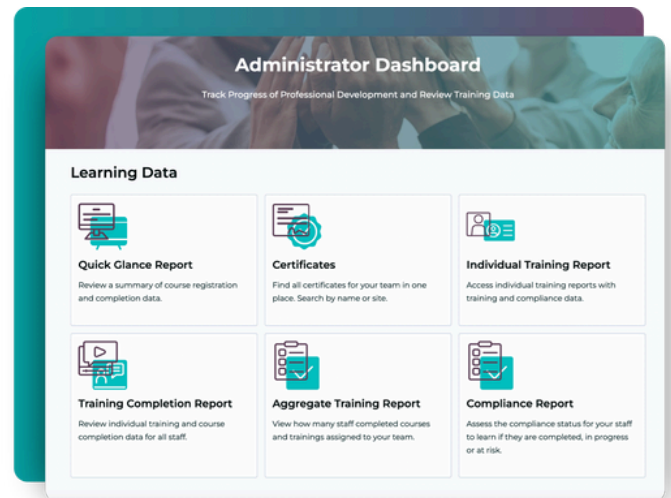 Administrator Dashboard
Track Progress of Professional Development and Review Training Data
Learning Data
Quick Glance Report
Review a summary of course registration
and completion data.
Certificates
Find all certificates for your team in one
place. Search by name or site.
Individual Training Report
Access individual training reports with
training and compliance data.
Training Completion Report
Review individual training and course
completion data for all staff.
Aggregate Training Report
View how many staff completed courses
and trainings assigned to your team.
Compliance Report
Assess the compliance status for your staff
to learn if they are completed, in progress
or at risk.